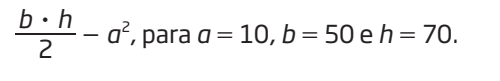 b · h / 2 – a², para a = 10, b = 50 e h = 70.